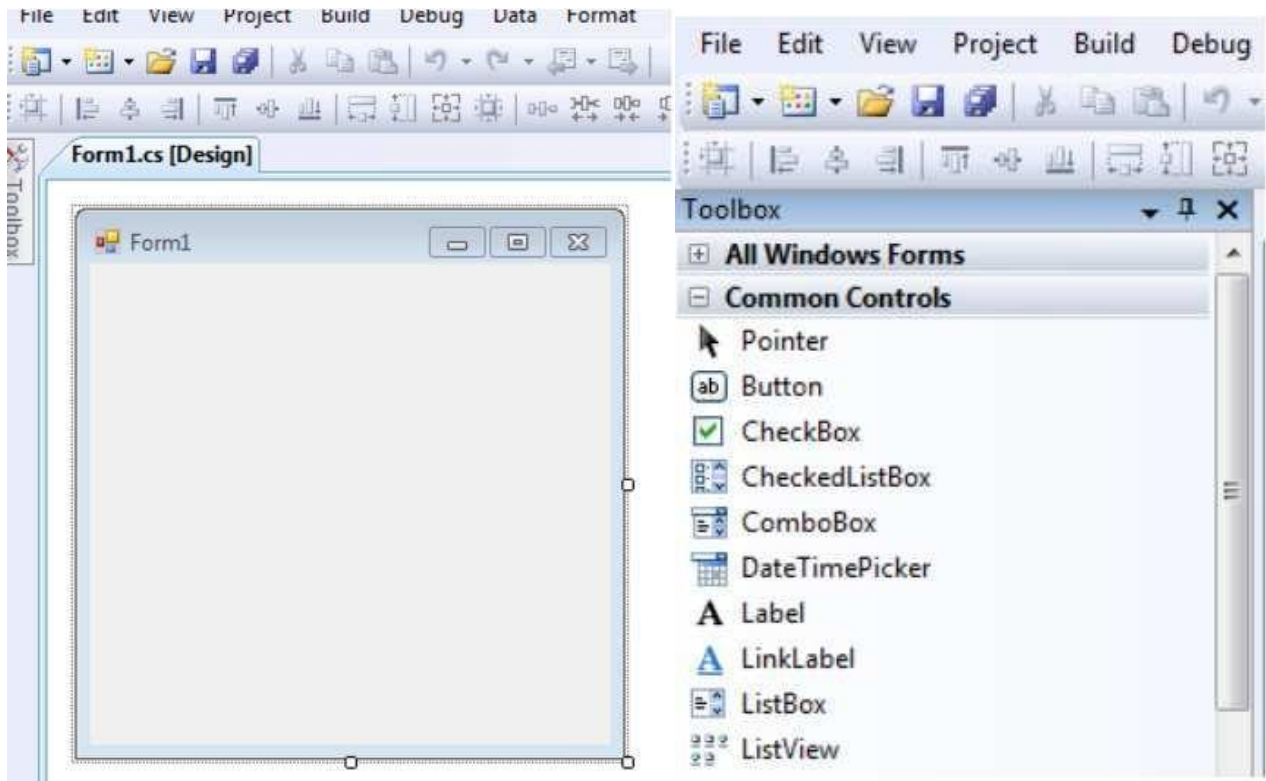 File Edit View Project Build Debug Data Format
Toolbox
Form1.cs [Design]
Form1
File Edit View Project Build Debug
Toolbox
All Windows Forms
Common Controls
Pointer
ab Button
CheckBox
CheckedListBox
ComboBox
DateTimePicker
A Label
A LinkLabel
ListBox
ListView